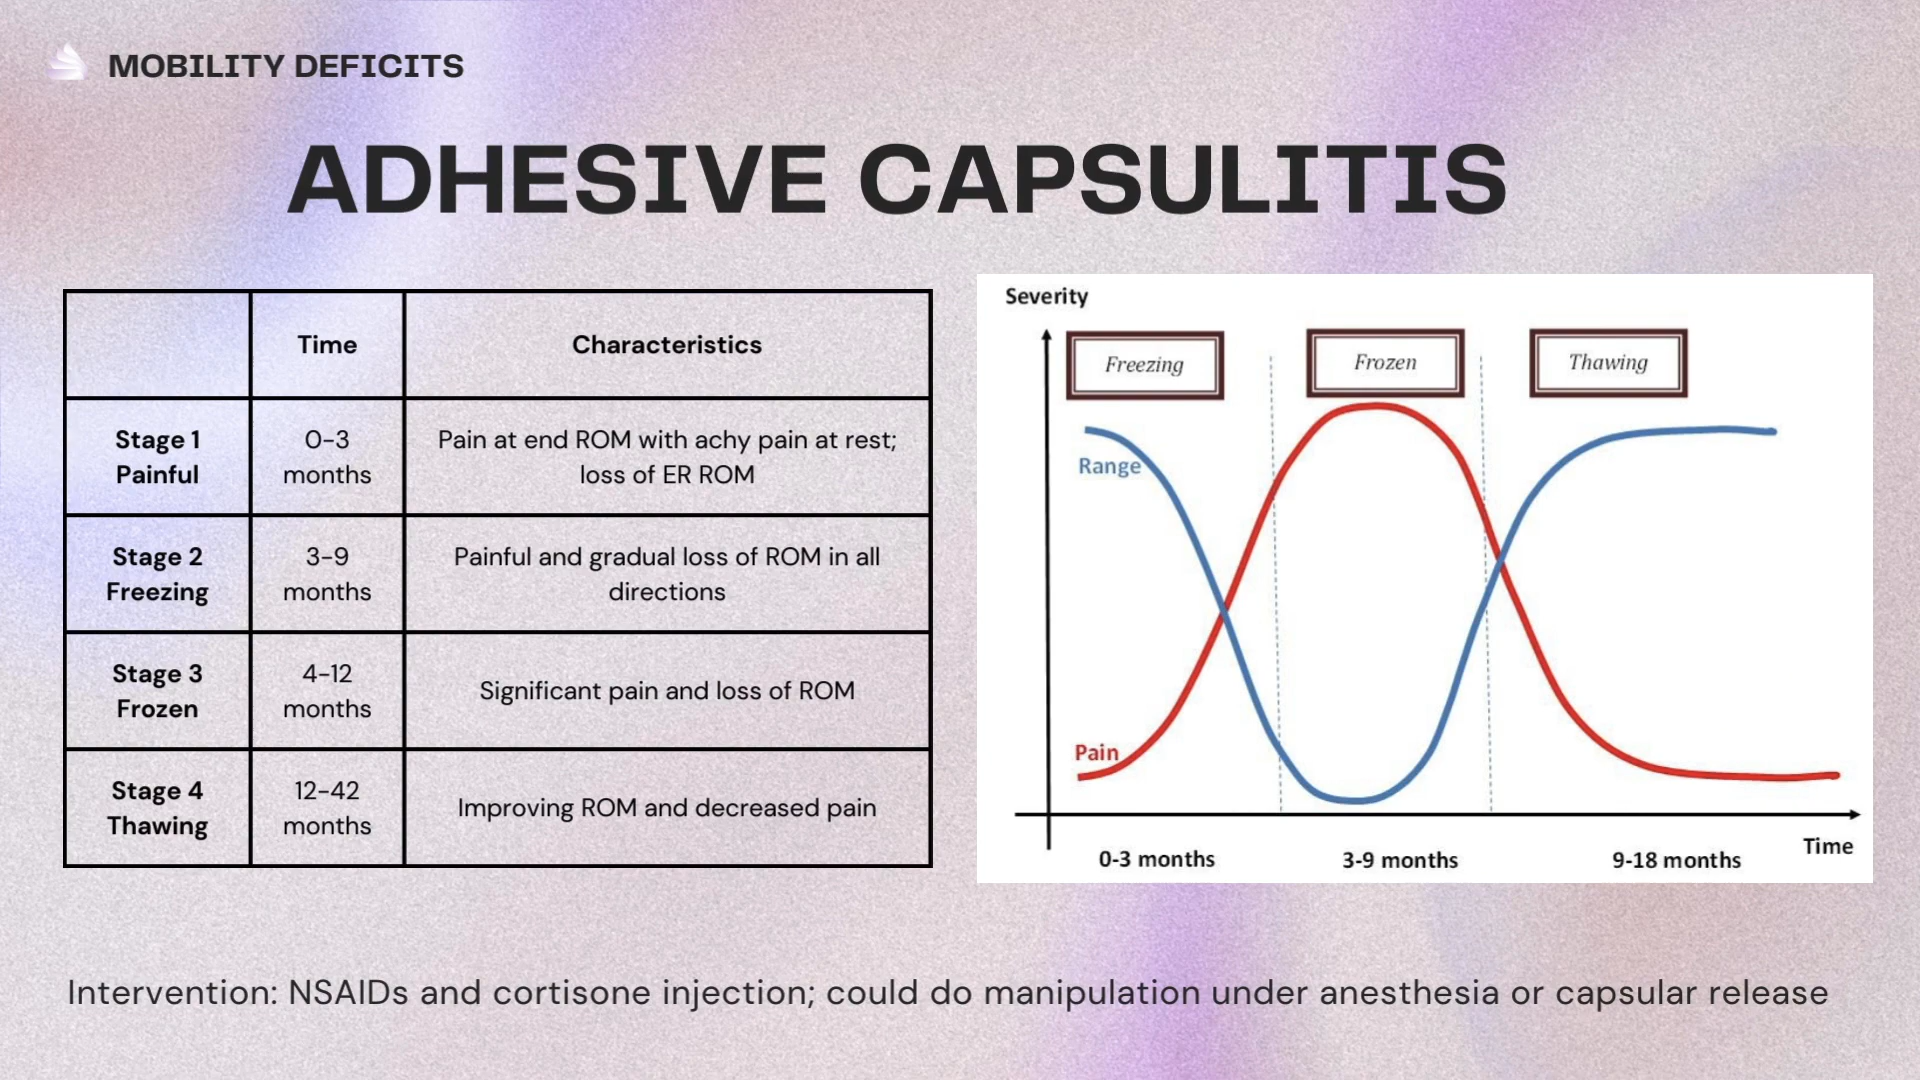 MOBILITY DEFICITS
ADHESIVE CAPSULITIS
Time
Characteristics
Stage 1
Painful
0-3
months
Pain at end ROM with achy pain at rest;
loss of ER ROM
Stage 2
Freezing
3-9
months
Painful and gradual loss of ROM in all
directions
Stage 3
Frozen
4-12
months
Significant pain and loss of ROM
Stage 4
Thawing
12-42
months
Improving ROM and decreased pain
Severity
Freezing
Frozen
Thawing
Range
Pain
Time
0-3 months
3-9 months
9-18 months
Intervention: NSAIDs and cortisone injection; could do manipulation under anesthesia or capsular release